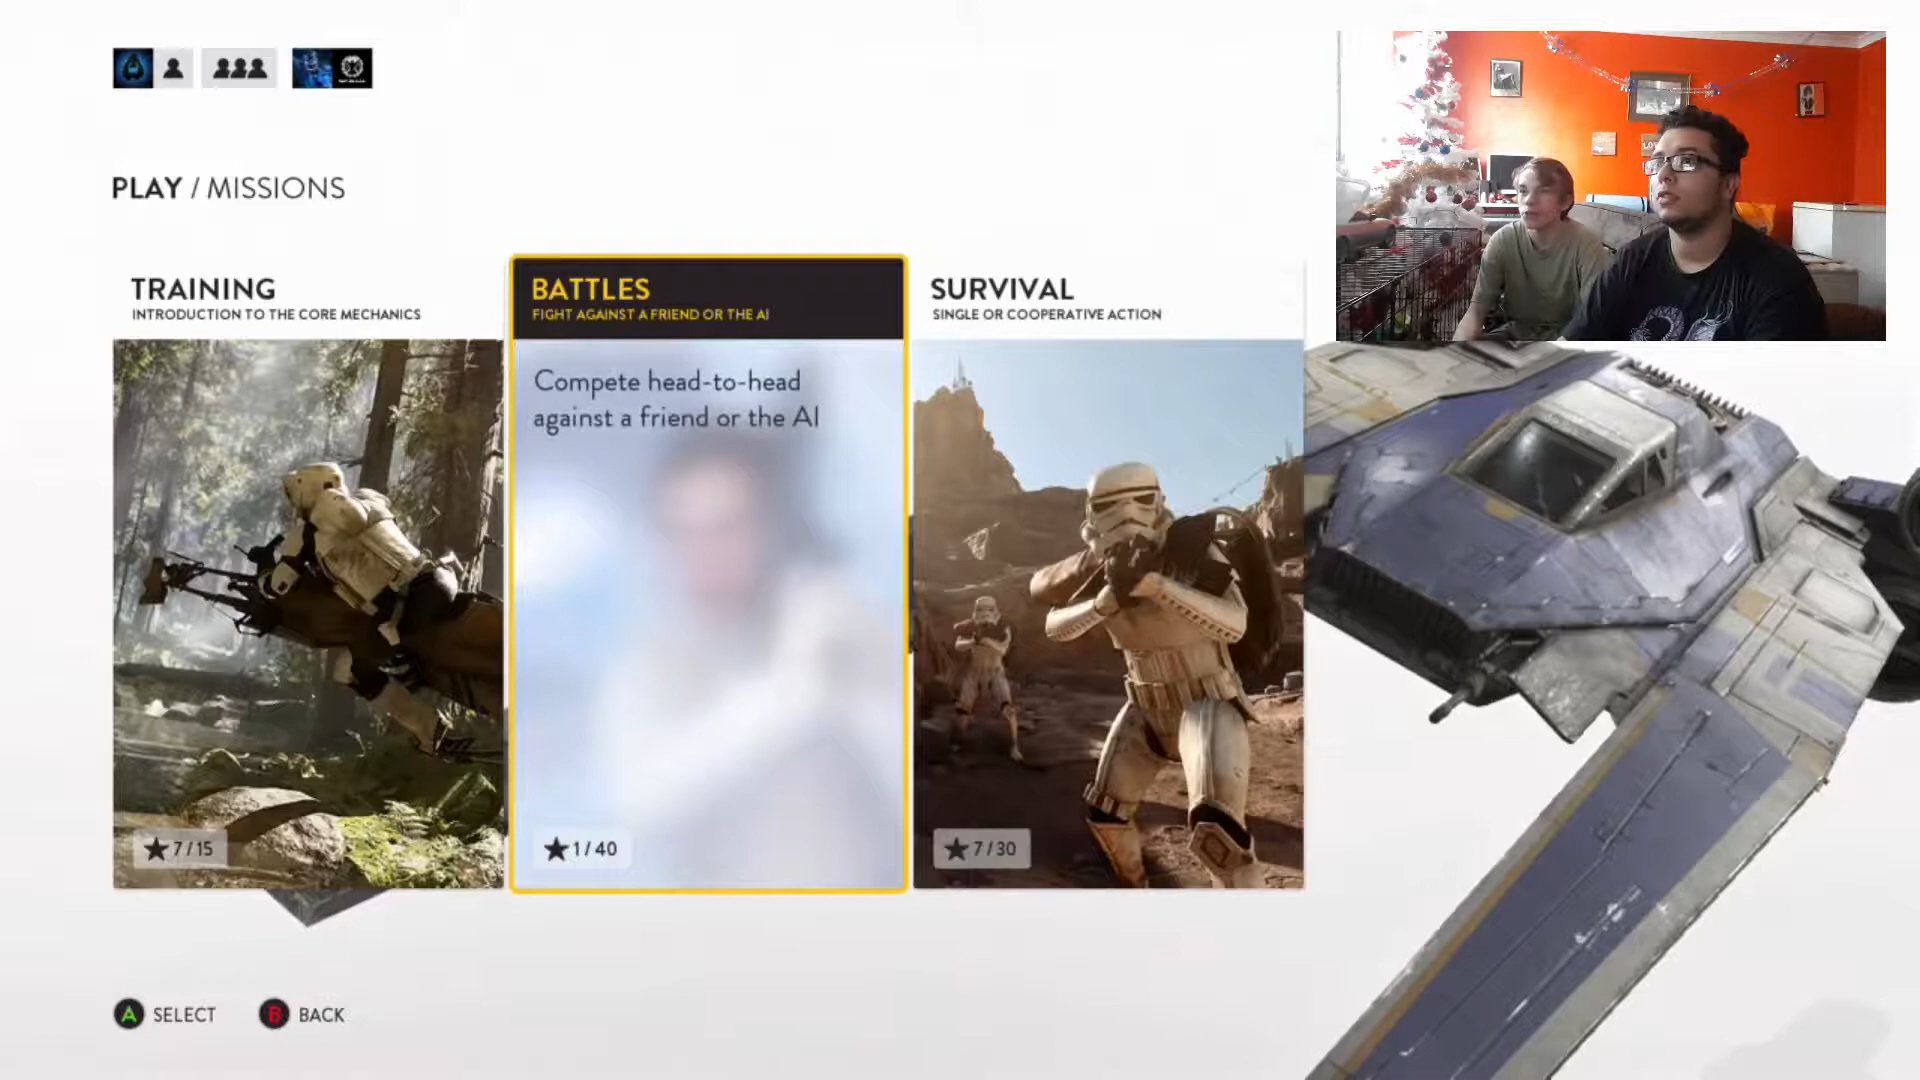 PLAY / MISSIONS
TRAINING
INTRODUCTION TO THE CORE MECHANICS
BATTLES
FIGHT AGAINST A FRIEND OR THE AI
SURVIVAL
SINGLE OR COOPERATIVE ACTION
Compete head-to-head
against a friend or the AI
7/15
1/40
7/30
A SELECT B BACK